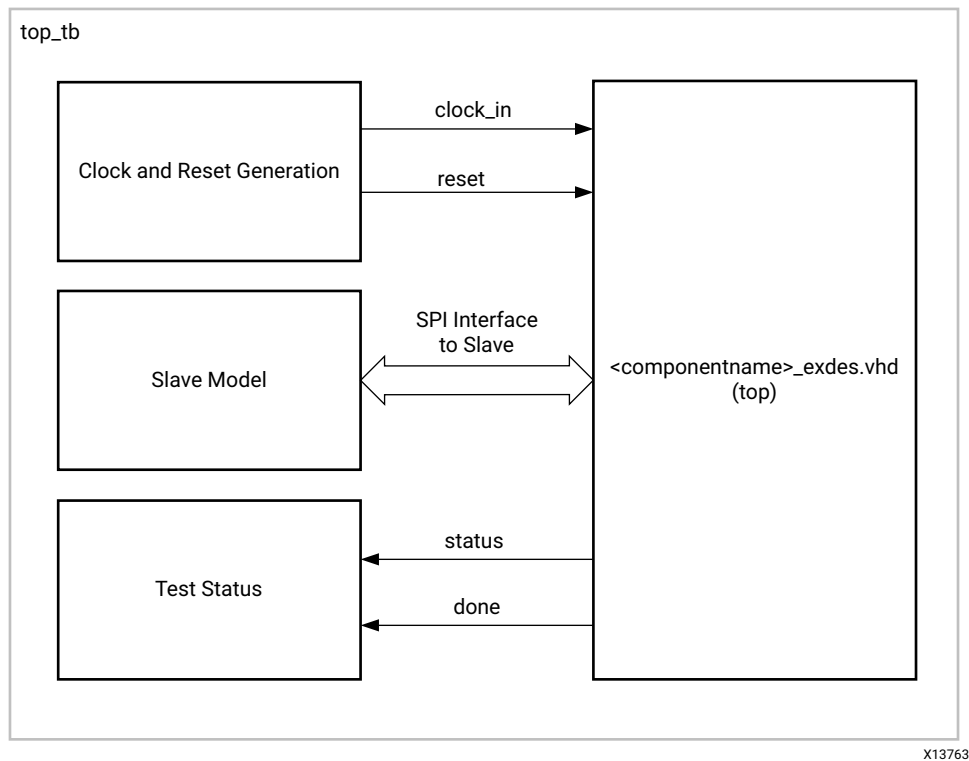 top_tb
clock_in
Clock and Reset Generation
reset
SPI Interface
to Slave
Slave Model
<componentname>_exdes.vhd
(top)
status
Test Status
done
X13763